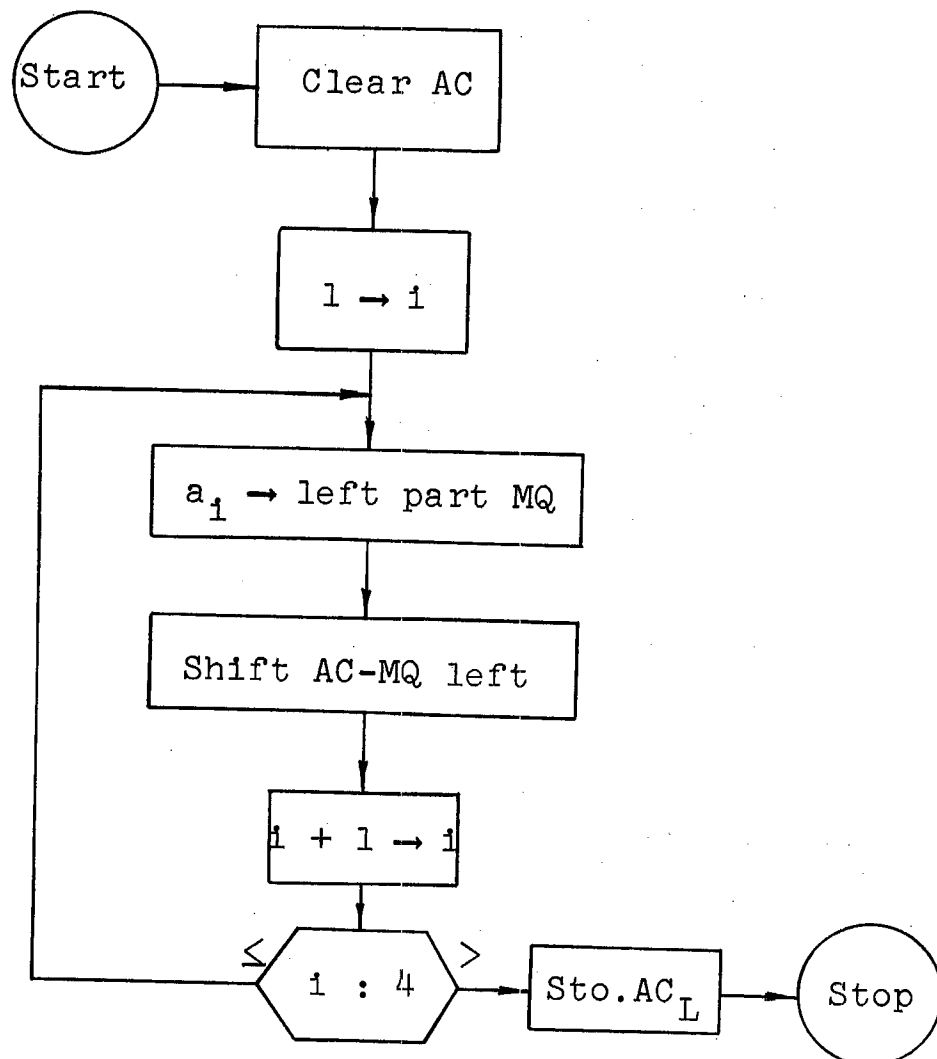 Start
Clear AC
1 → i
a_i → left part MQ
Shift AC-MQ left
i + 1 → i
≤
i : 4
>
Sto.AC_L
Stop